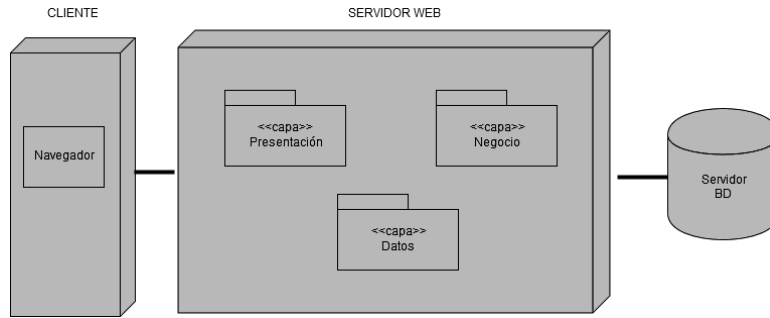 CLIENTE
SERVIDOR WEB
Navegador
<<capa>>
Presentación
<<capa>>
Negocio
<<capa>>
Datos
Servidor
BD